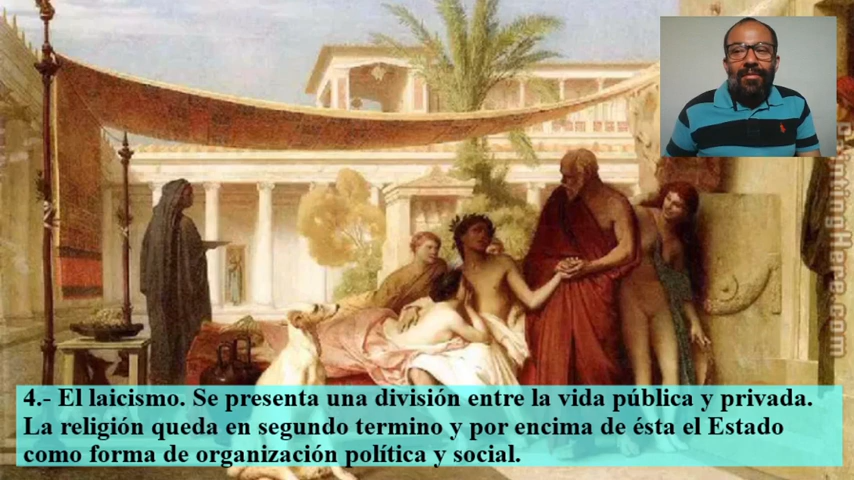 4.- El laicismo. Se presenta una división entre la vida pública y privada.
La religión queda en segundo termino y por encima de ésta el Estado
como forma de organización política y social.